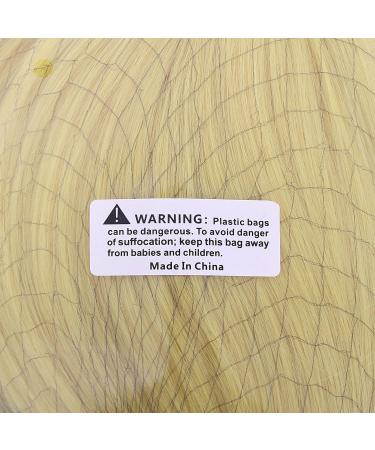 WARNING: Plastic bags
can be dangerous. To avoid danger
of suffocation; keep this bag away
from babies and children.
Made In China